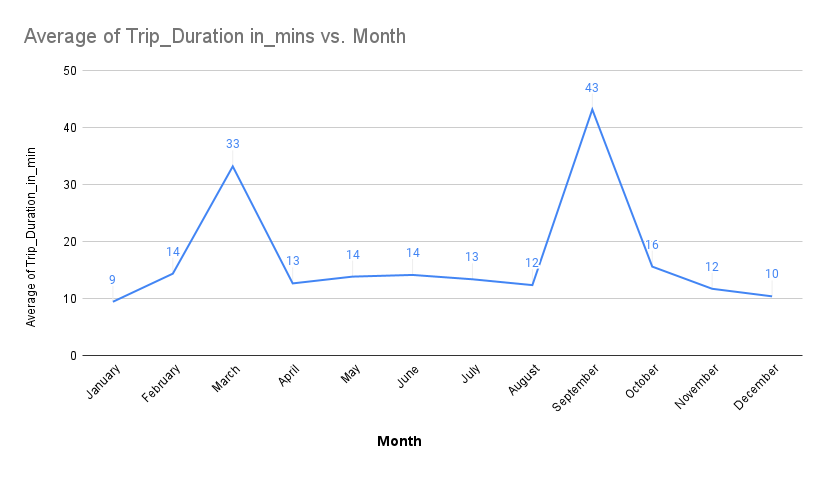 Average of Trip_Duration in_mins vs. Month
Average of Trip_Duration_in_min
50
40
30
20
10
0
9
14
33
13
14
14
13
12
43
16
12
10
January
February
March
April
May
June
July
August
September
October
November
December
Month